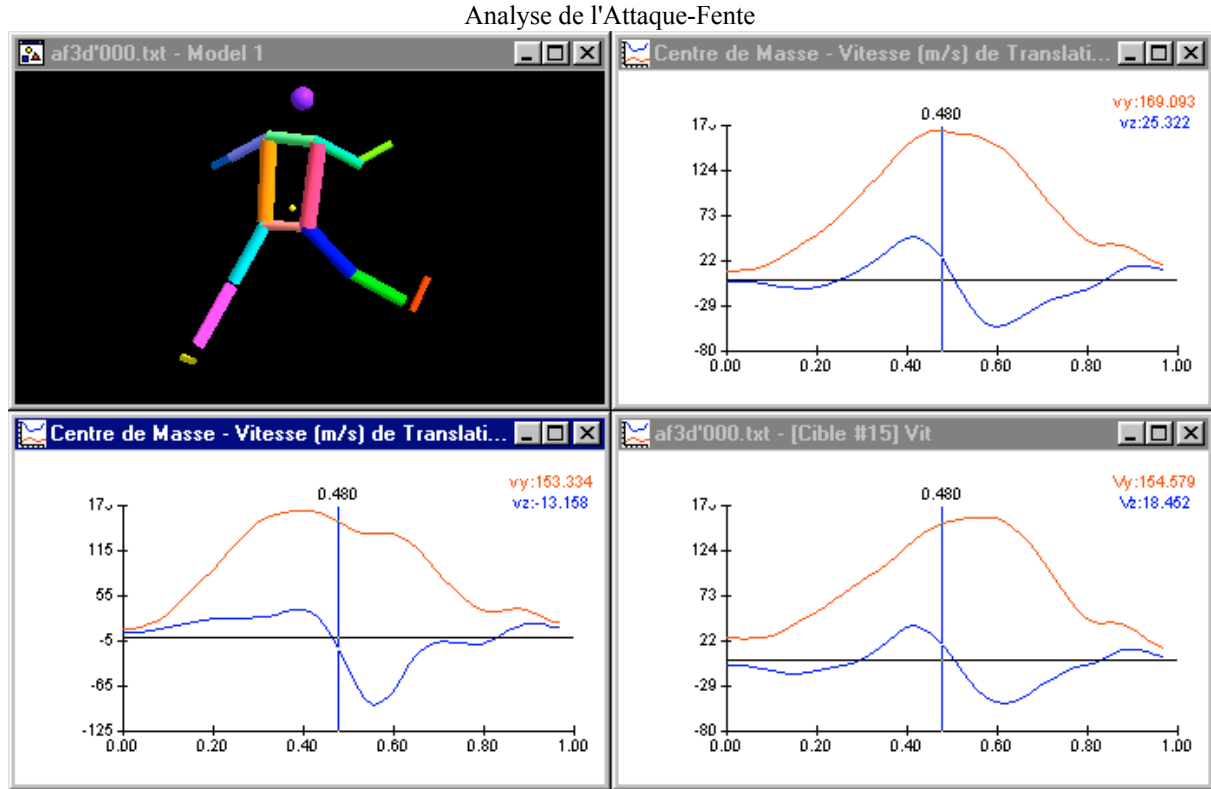 Analyse de l'Attaque-Fente
af3d'000.txt - Model 1
Centre de Masse - Vitesse (m/s) de Translati...
vy:169.093
vz:25.322
0.480
124
73
22
-29
-80
0.00 0.20 0.40 0.60 0.80 1.00
Centre de Masse - Vitesse (m/s) de Translati...
vy:153.334
vz:-13.158
0.480
115
55
-5
-65
-125
0.00 0.20 0.40 0.60 0.80 1.00
af3d'000.txt - [Cible #15] Vit
Vy:154.579
Vz:18.452
0.480
124
73
22
-29
-80
0.00 0.20 0.40 0.60 0.80 1.00